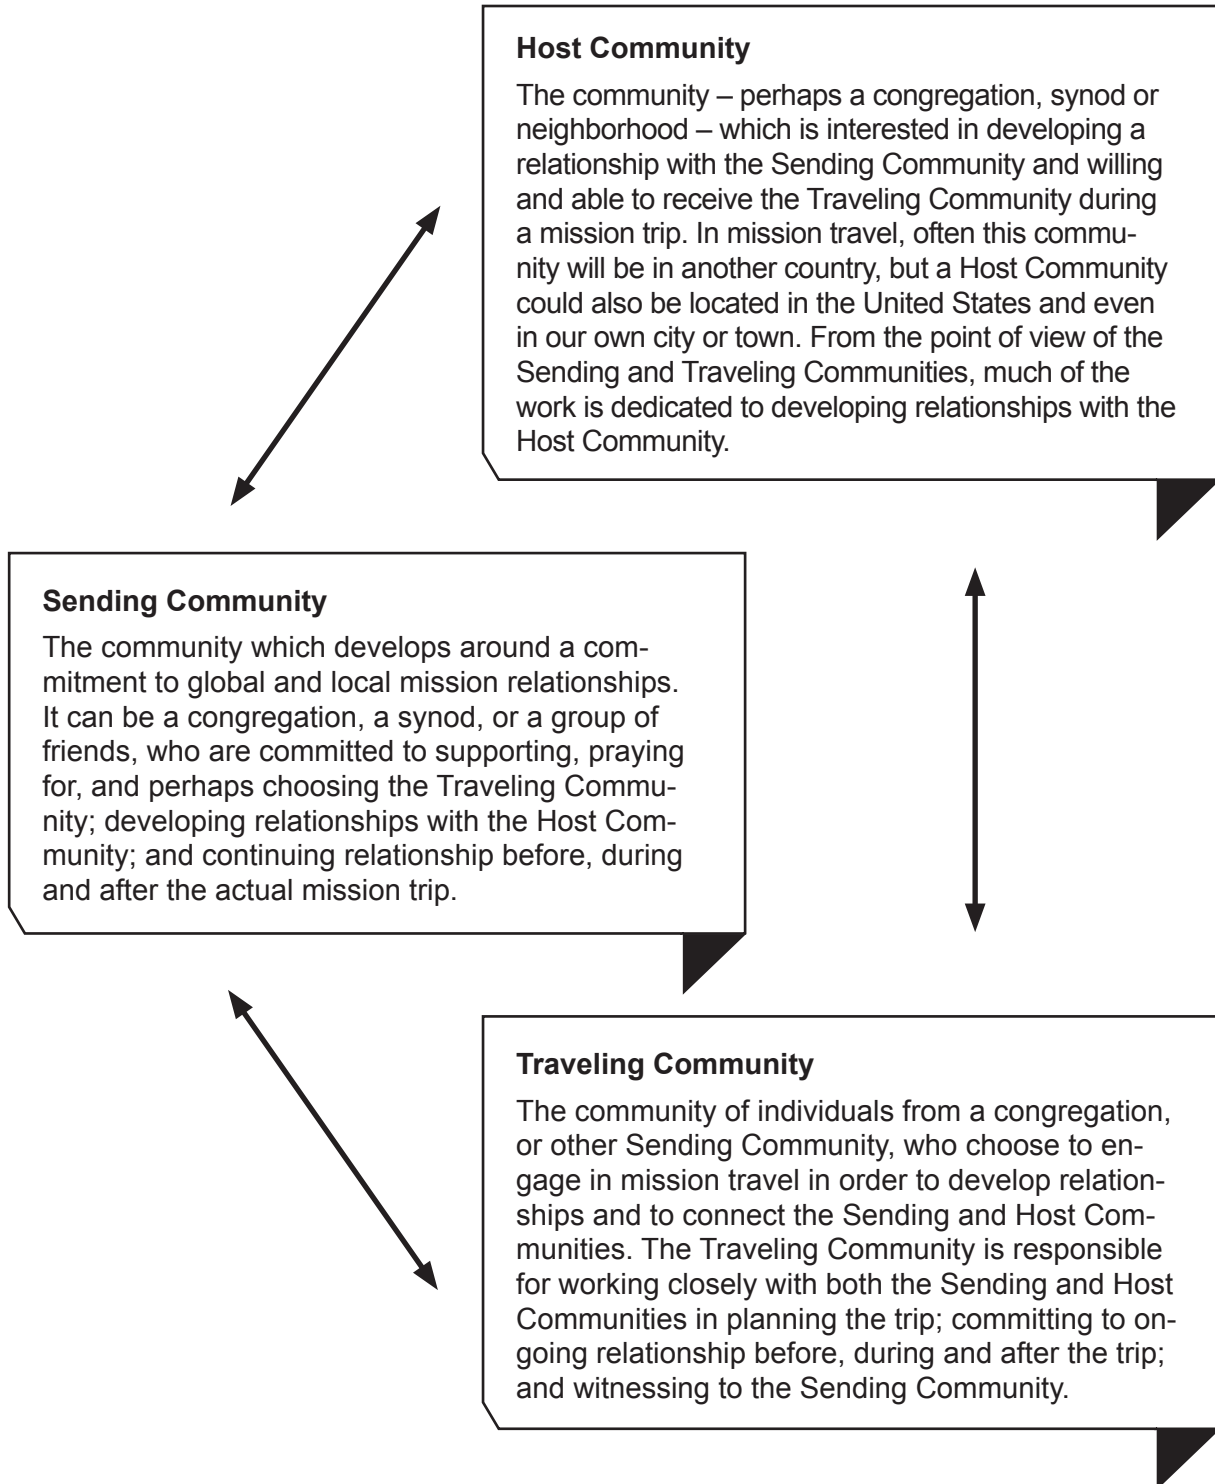 Host Community
The community – perhaps a congregation, synod or
neighborhood – which is interested in developing a
relationship with the Sending Community and willing
and able to receive the Traveling Community during
a mission trip. In mission travel, often this commu-
nity will be in another country, but a Host Community
could also be located in the United States and even
in our own city or town. From the point of view of the
Sending and Traveling Communities, much of the
work is dedicated to developing relationships with the
Host Community.
Sending Community
The community which develops around a com-
mitment to global and local mission relationships.
It can be a congregation, a synod, or a group of
friends, who are committed to supporting, praying
for, and perhaps choosing the Traveling Commu-
nity; developing relationships with the Host Com-
munity; and continuing relationship before, during
and after the actual mission trip.
Traveling Community
The community of individuals from a congregation,
or other Sending Community, who choose to en-
gage in mission travel in order to develop relation-
ships and to connect the Sending and Host Com-
munities. The Traveling Community is responsible
for working closely with both the Sending and Host
Communities in planning the trip; committing to on-
going relationship before, during and after the trip;
and witnessing to the Sending Community.